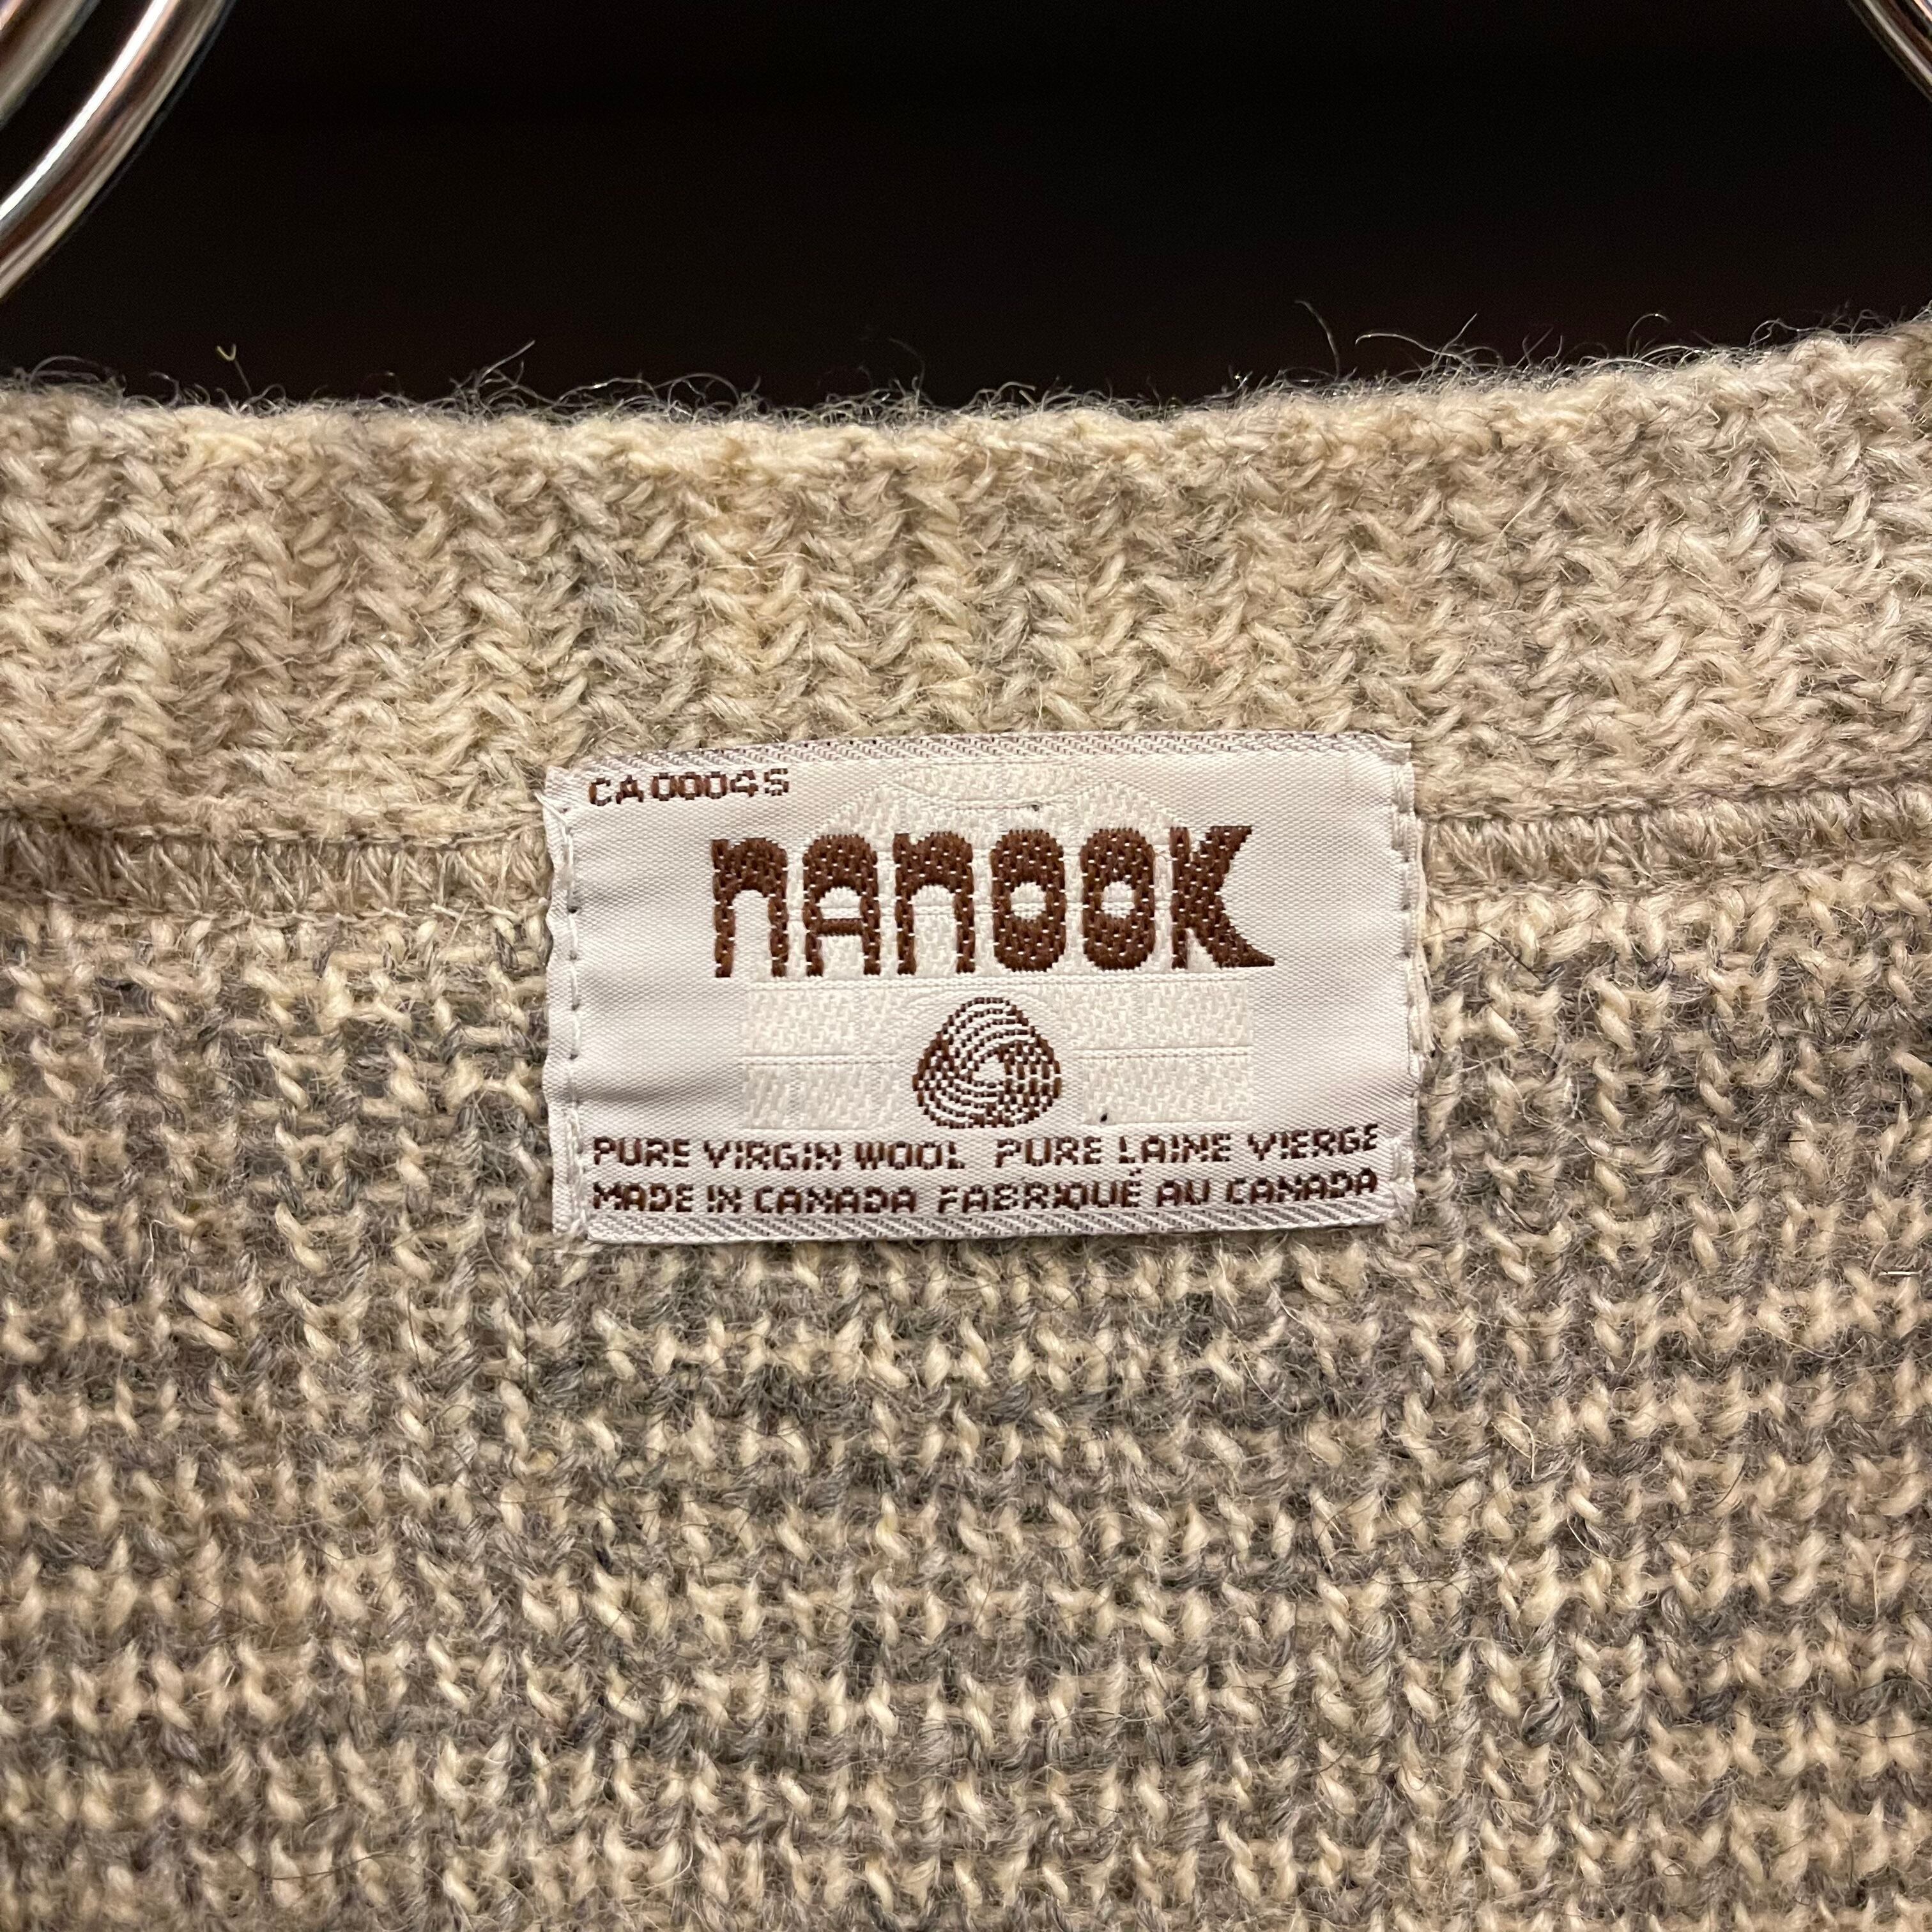 CA00045
NANOOK
PURE VIRGIN WOOL PURE LAINE VIERGE
MADE IN CANADA FABRIQUÉ AU CANADA